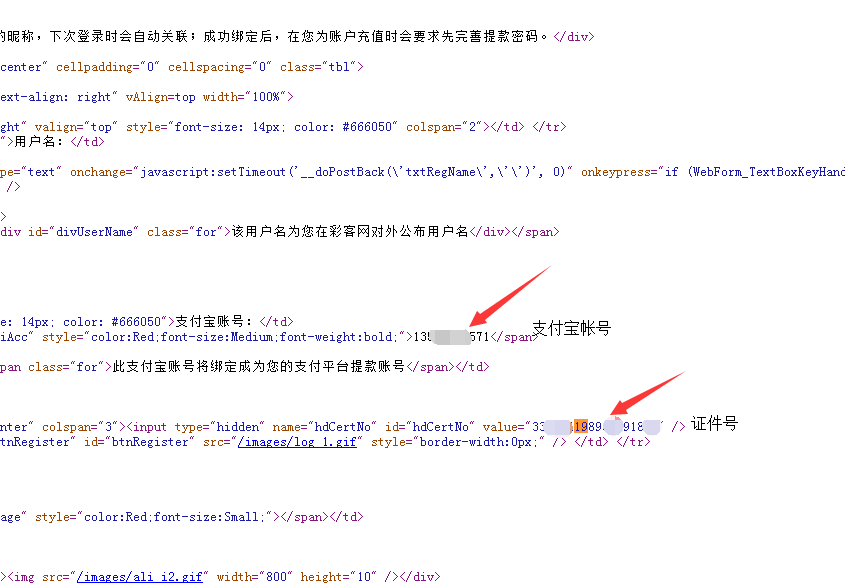 的昵称，下次登录时会自动关联；成功绑定后，在您为账户充值时会要求先完善提款密码。</div>
center" cellpadding="0" cellspacing="0" class="tbl">
ext-align: right" vAlign=top width="100%">
ght" valign="top" style="font-size: 14px; color: #666050" colspan="2"></td> </tr>
">用户名：</td>
pe="text" onchange="javascript:setTimeout('__doPostBack(\'txtRegName\',\'\')', 0)" onkeypress="if (WebForm_TextBoxKeyHand
/>
>
div id="divUserName" class="for">该用户名为您在彩客网对外公布用户名</div></span>
e: 14px; color: #666050">支付宝账号：</td>
iAcc" style="color:Red;font-size:Medium;font-weight:bold;">135 571</span>
支付宝帐号
pan class="for">此支付宝账号将绑定成为您的支付平台提款账号</span></td>
nter" colspan="3"><input type="hidden" name="hdCertNo" id="hdCertNo" value="33 1989 918 " />
证件号
tnRegister" id="btnRegister" src="/images/log_1.gif" style="border-width:0px;" /> </td> </tr>
age" style="color:Red;font-size:Small;"></span></td>
><img src="/images/ali_i2.gif" width="800" height="10" /></div>